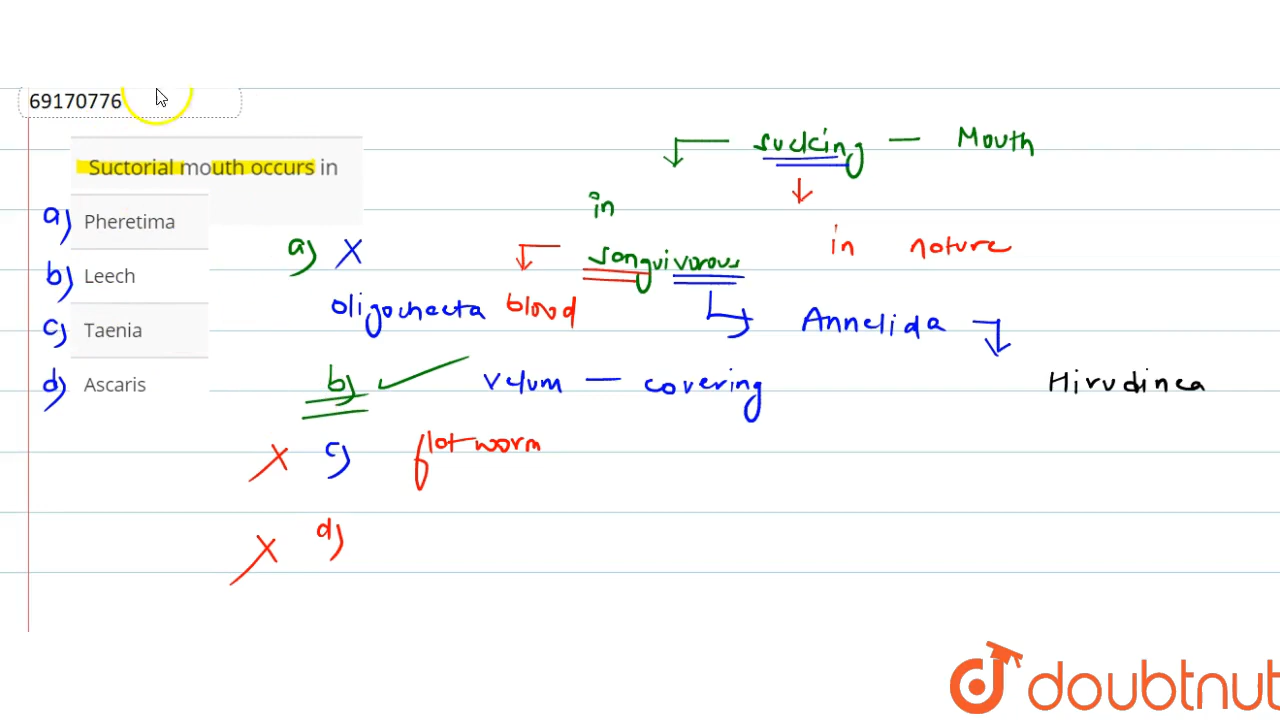 69170776
Suctorial mouth occurs in
a) Pheretima
b) Leech
c) Taenia
d) Ascaris
sucking — Mouth
in
in nature
sanguivorous
a) X
oligochaeta
blood
Annelida
b) ✓ velum — covering
Hirudinea
X c) flatworm
X d)
doubtnut